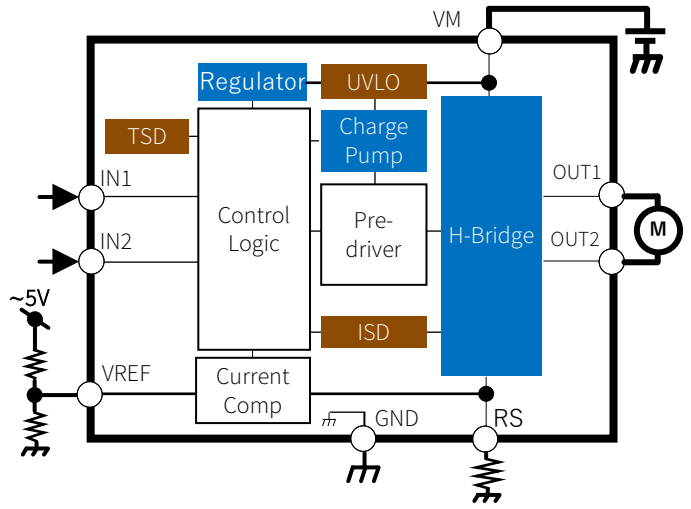 VM
Regulator
UVLO
TSD
Charge
Pump
IN1
OUT1
Control
Logic
Pre-
driver
H-Bridge
M
IN2
OUT2
~5V
ISD
VREF
Current
Comp
GND
RS